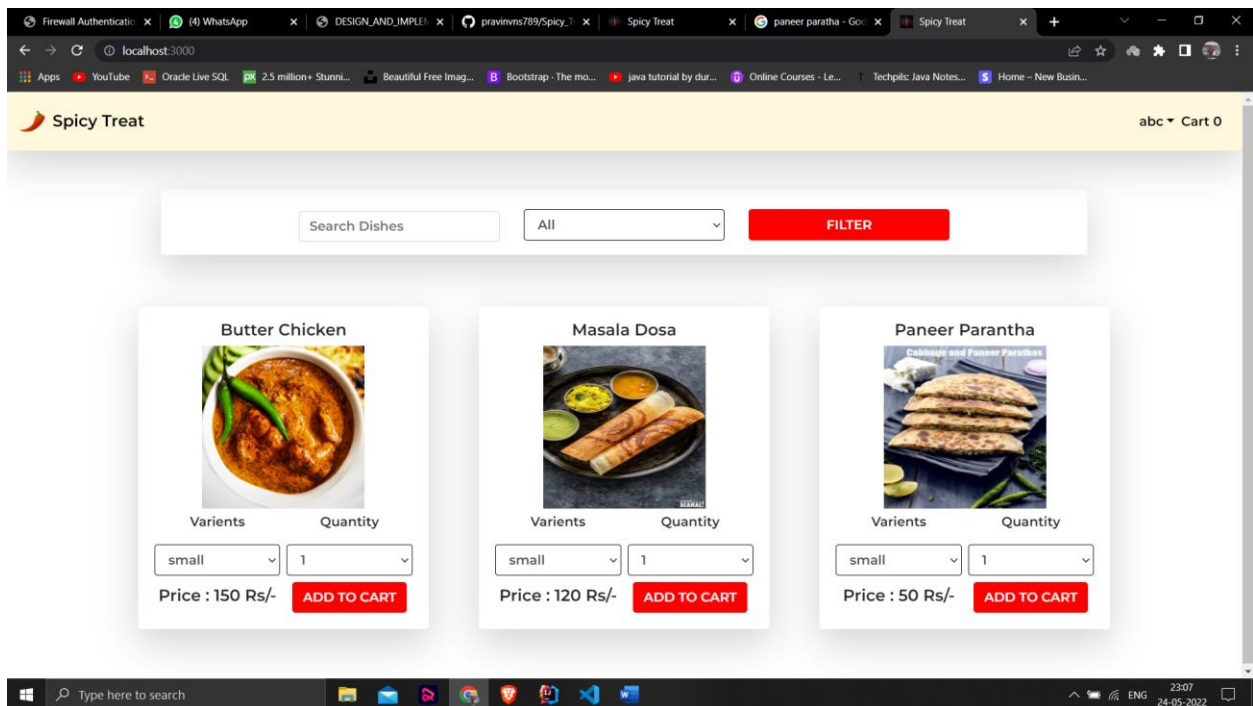 Firewall Authenticatio
(4) WhatsApp
DESIGN_AND_IMPLEN
pravinvns789/Spicy_T
Spicy Treat
paneer paratha - Goo
Spicy Treat
localhost:3000
Apps
YouTube
Oracle Live SQL
2.5 million+ Stunni...
Beautiful Free Imag...
Bootstrap · The mo...
java tutorial by dur...
Online Courses - Le...
Techpils: Java Notes...
Home – New Busin...
Spicy Treat
abc Cart 0
Search Dishes
All
FILTER
Butter Chicken
Masala Dosa
Paneer Parantha
Cabbage and Paneer Parathas
Varients Quantity
Varients Quantity
Varients Quantity
small 1
small 1
small 1
Price : 150 Rs/- ADD TO CART
Price : 120 Rs/- ADD TO CART
Price : 50 Rs/- ADD TO CART
Type here to search
ENG
23:07
24-05-2022